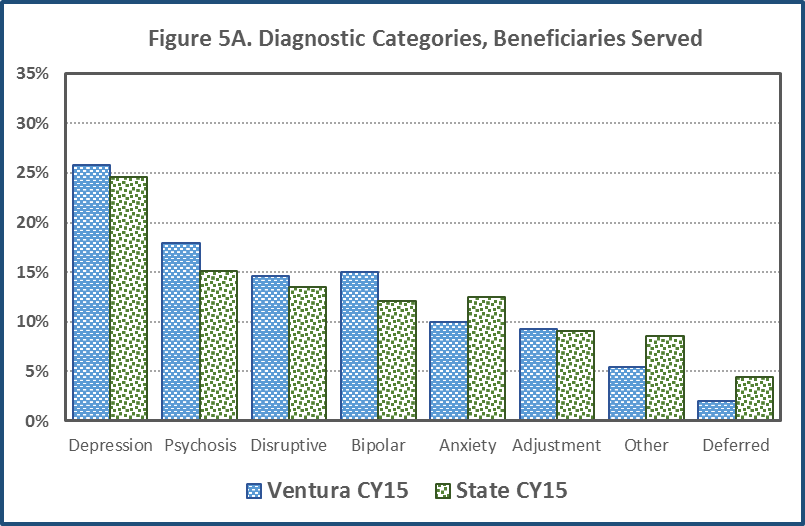 Figure 5A. Diagnostic Categories, Beneficiaries Served
35%
30%
25%
20%
15%
10%
5%
0%
Depression Psychosis Disruptive Bipolar Anxiety Adjustment Other Deferred
Ventura CY15 State CY15